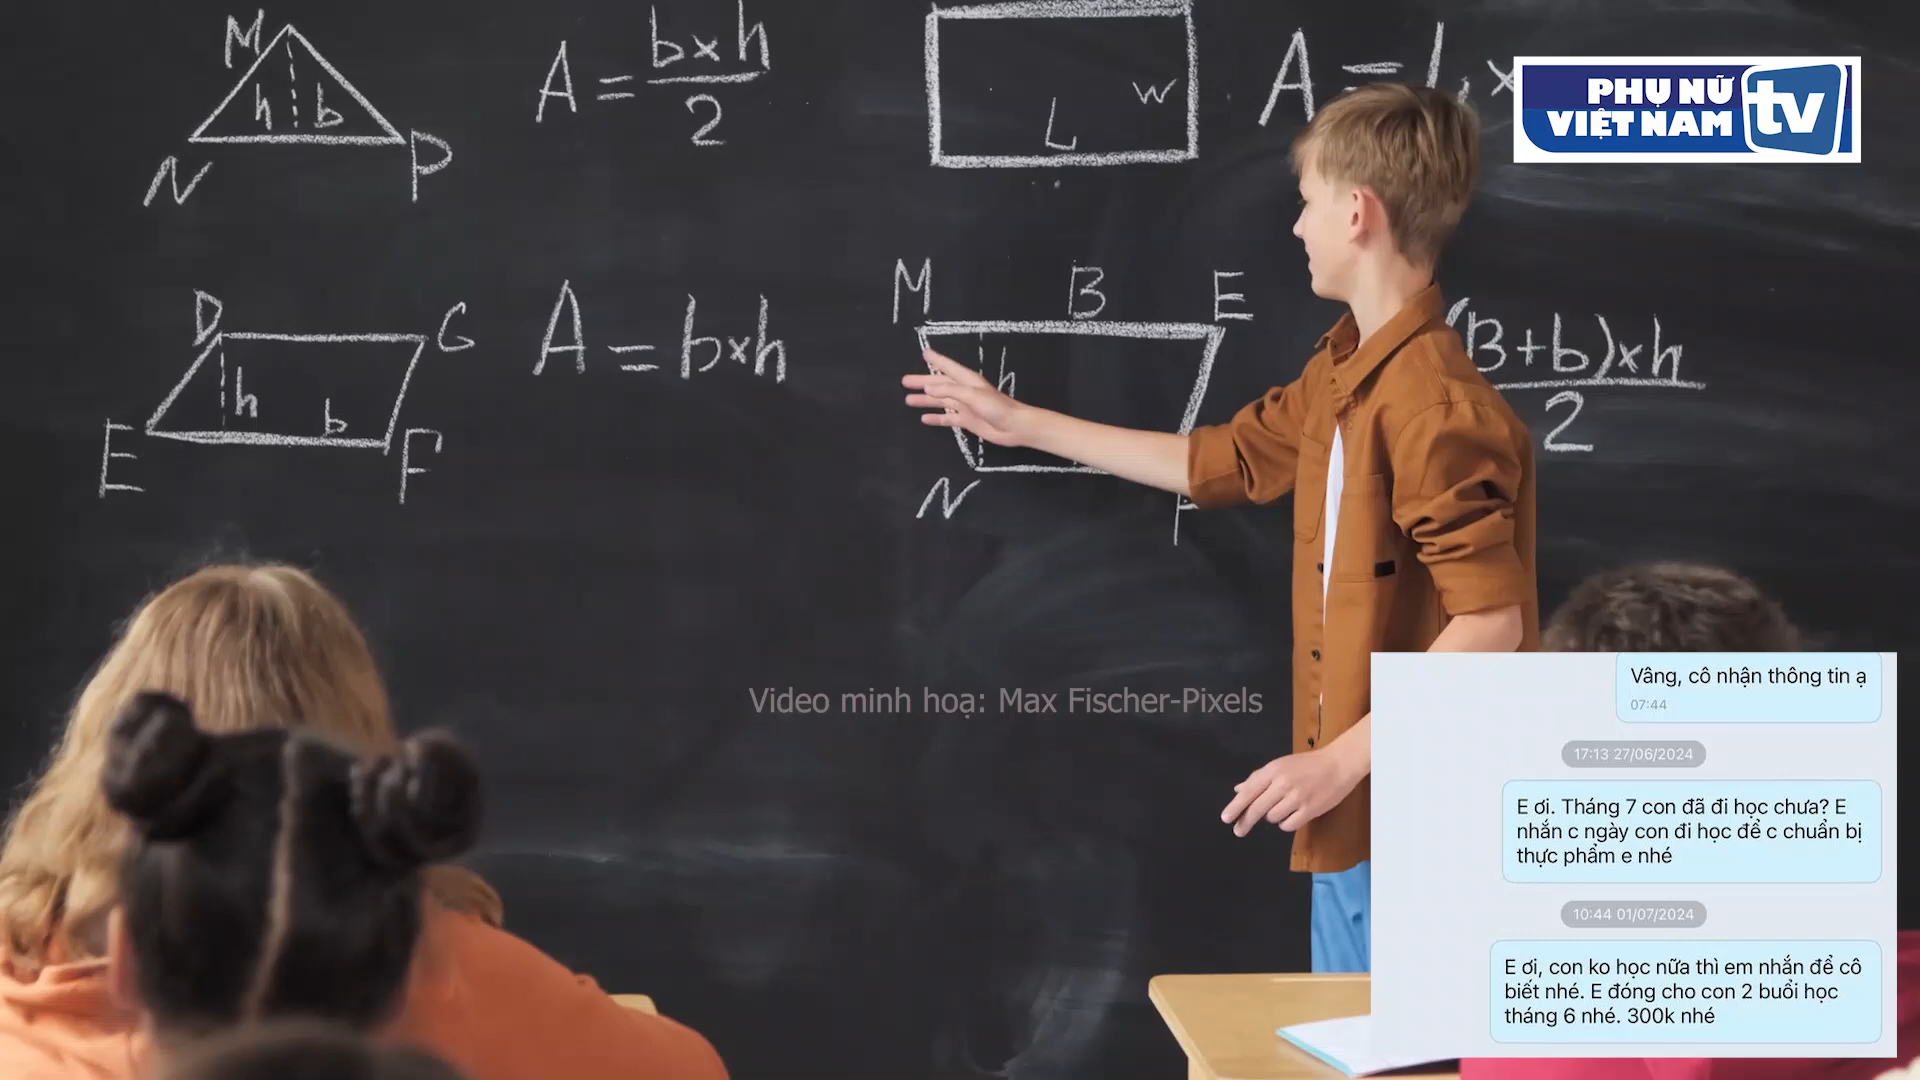 M
h b
N P
A = bxh
2
L w
A = L x
PHỤ NỮ
VIỆT NAM
tv
D G
h b
E F
A = bxh
M B E
h
N
(B+b)xh
2
Video minh hoạ: Max Fischer-Pixels
Vâng, cô nhận thông tin ạ
07:44
17:13 27/06/2024
E ơi. Tháng 7 con đã đi học chưa? E
nhắn c ngày con đi học để c chuẩn bị
thực phẩm e nhé
10:44 01/07/2024
E ơi, con ko học nữa thì em nhắn để cô
biết nhé. E đóng cho con 2 buổi học
tháng 6 nhé. 300k nhé